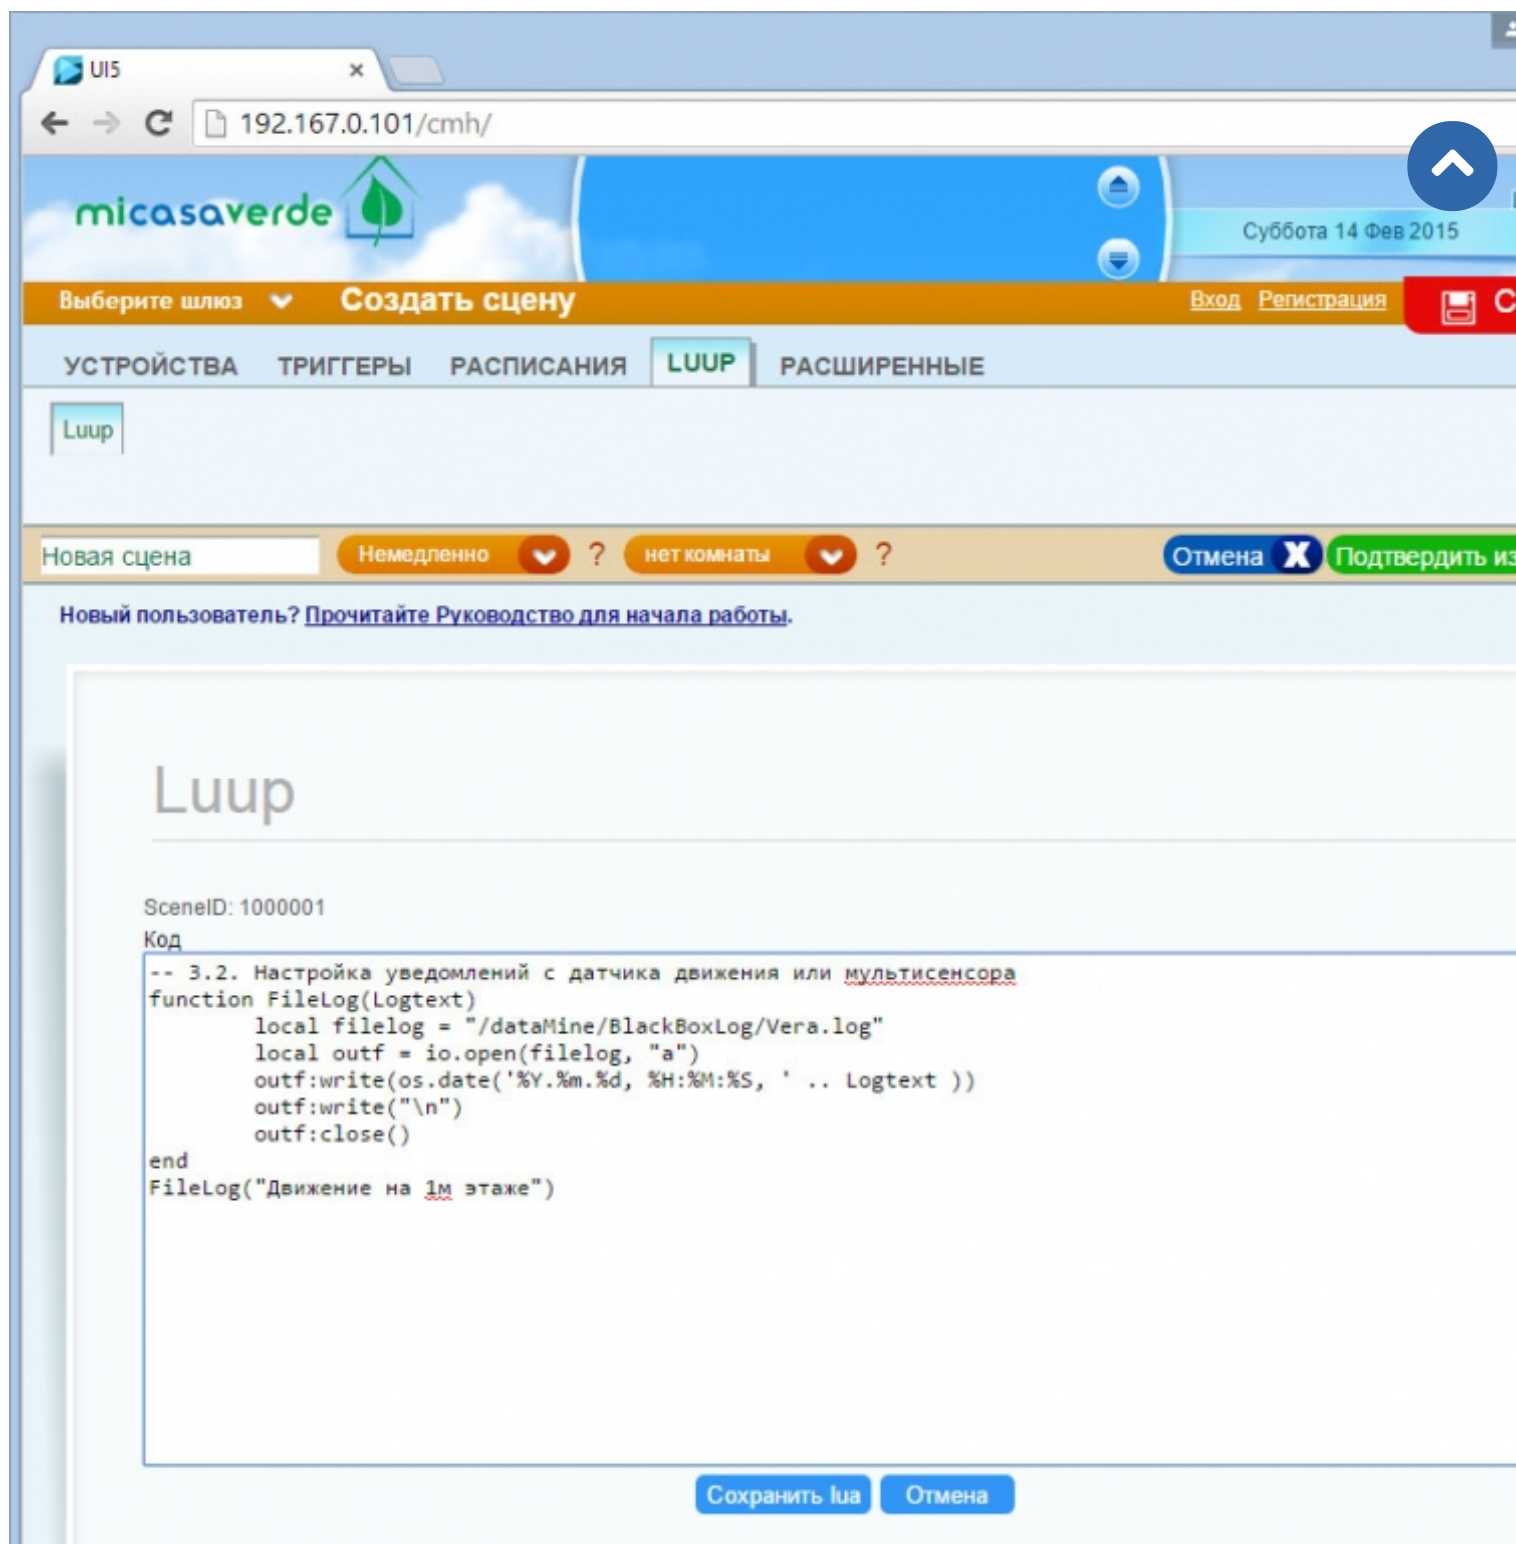 UI5
192.167.0.101/cmh/
micasaverde
Суббота 14 Фев 2015
Выберите шлюз Создать сцену Вход Регистрация С
УСТРОЙСТВА ТРИГГЕРЫ РАСПИСАНИЯ LUUP РАСШИРЕННЫЕ
Luup
Новая сцена Немедленно ? нет комнаты ? Отмена X Подтвердить из
Новый пользователь? Прочитайте Руководство для начала работы.
Luup
SceneID: 1000001
Код
-- 3.2. Настройка уведомлений с датчика движения или мультисенсора
function FileLog(Logtext)
local filelog = "/dataMine/BlackBoxLog/Vera.log"
local outf = io.open(filelog, "a")
outf:write(os.date('%Y.%m.%d, %H:%M:%S, ' .. Logtext ))
outf:write("\n")
outf:close()
end
FileLog("Движение на 1м этаже")
Сохранить lua Отмена